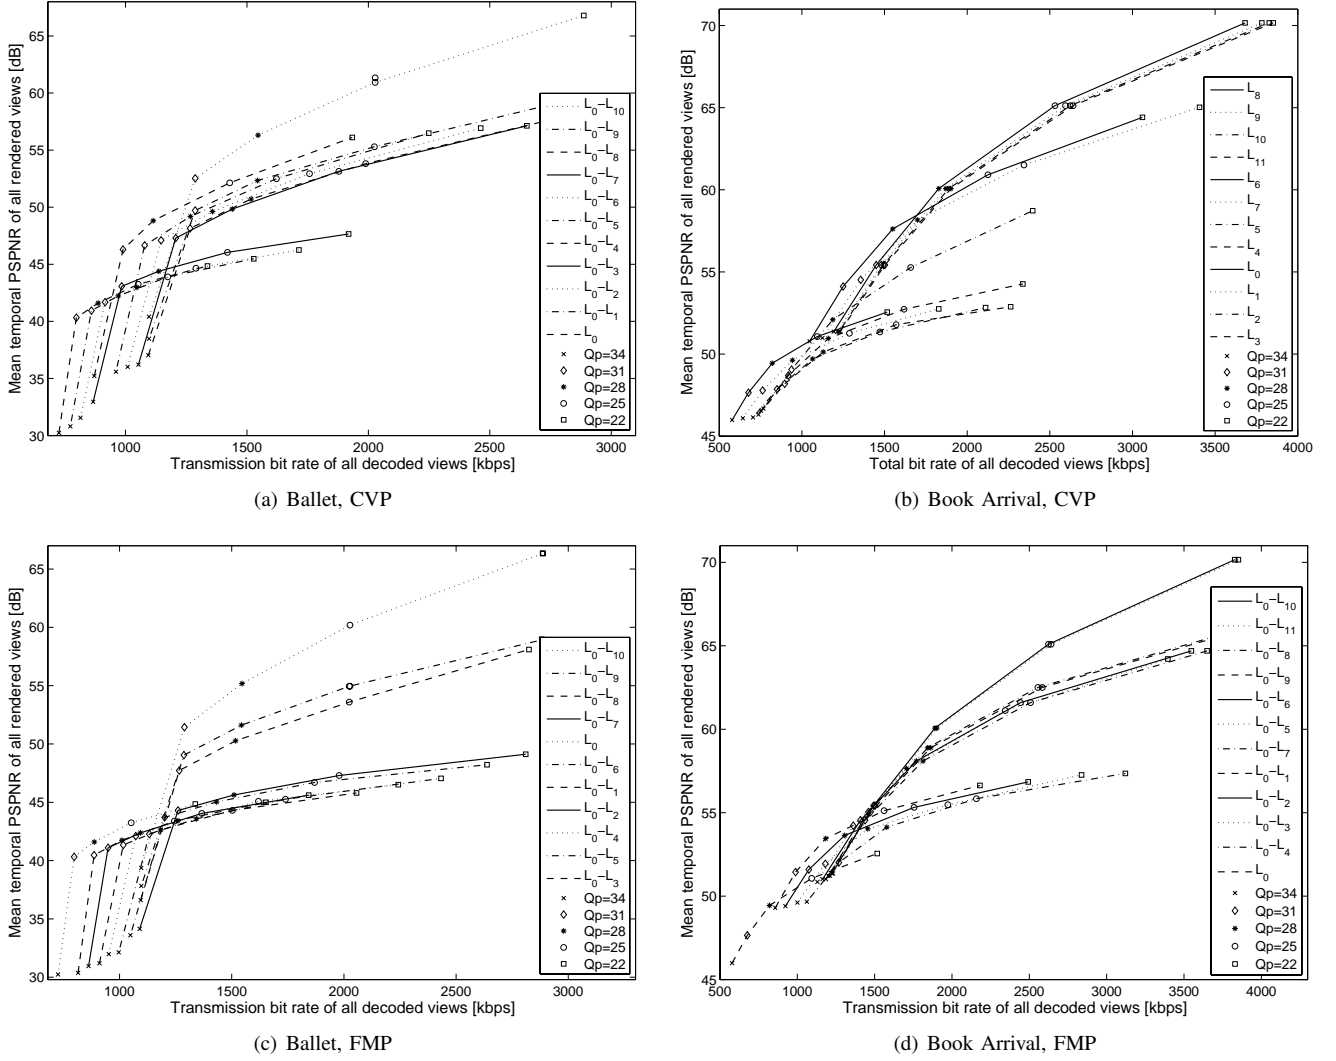 65
60
55
50
45
40
35
30
1000
1500
2000
2500
3000
Mean temporal PSPNR of all rendered views [dB]
Transmission bit rate of all decoded views [kbps]
L0−L10
L0−L9
L0−L8
L0−L7
L0−L6
L0−L5
L0−L4
L0−L3
L0−L2
L0−L1
L0
Qp=34
Qp=31
Qp=28
Qp=25
Qp=22
(a) Ballet, CVP
70
65
60
55
50
45
500
1000
1500
2000
2500
3000
3500
4000
Mean temporal PSPNR of all rendered views [dB]
Total bit rate of all decoded views [kbps]
L8
L9
L10
L11
L6
L7
L5
L4
L0
L1
L2
L3
Qp=34
Qp=31
Qp=28
Qp=25
Qp=22
(b) Book Arrival, CVP
65
60
55
50
45
40
35
30
1000
1500
2000
2500
3000
Mean temporal PSPNR of all rendered views [dB]
Transmission bit rate of all decoded views [kbps]
L0−L10
L0−L9
L0−L8
L0−L7
L0
L0−L6
L0−L1
L0−L2
L0−L4
L0−L5
L0−L3
Qp=34
Qp=31
Qp=28
Qp=25
Qp=22
(c) Ballet, FMP
70
65
60
55
50
45
500
1000
1500
2000
2500
3000
3500
4000
Mean temporal PSPNR of all rendered views [dB]
Transmission bit rate of all decoded views [kbps]
L0−L10
L0−L11
L0−L8
L0−L9
L0−L6
L0−L5
L0−L7
L0−L1
L0−L2
L0−L3
L0−L4
L0
Qp=34
Qp=31
Qp=28
Qp=25
Qp=22
(d) Book Arrival, FMP